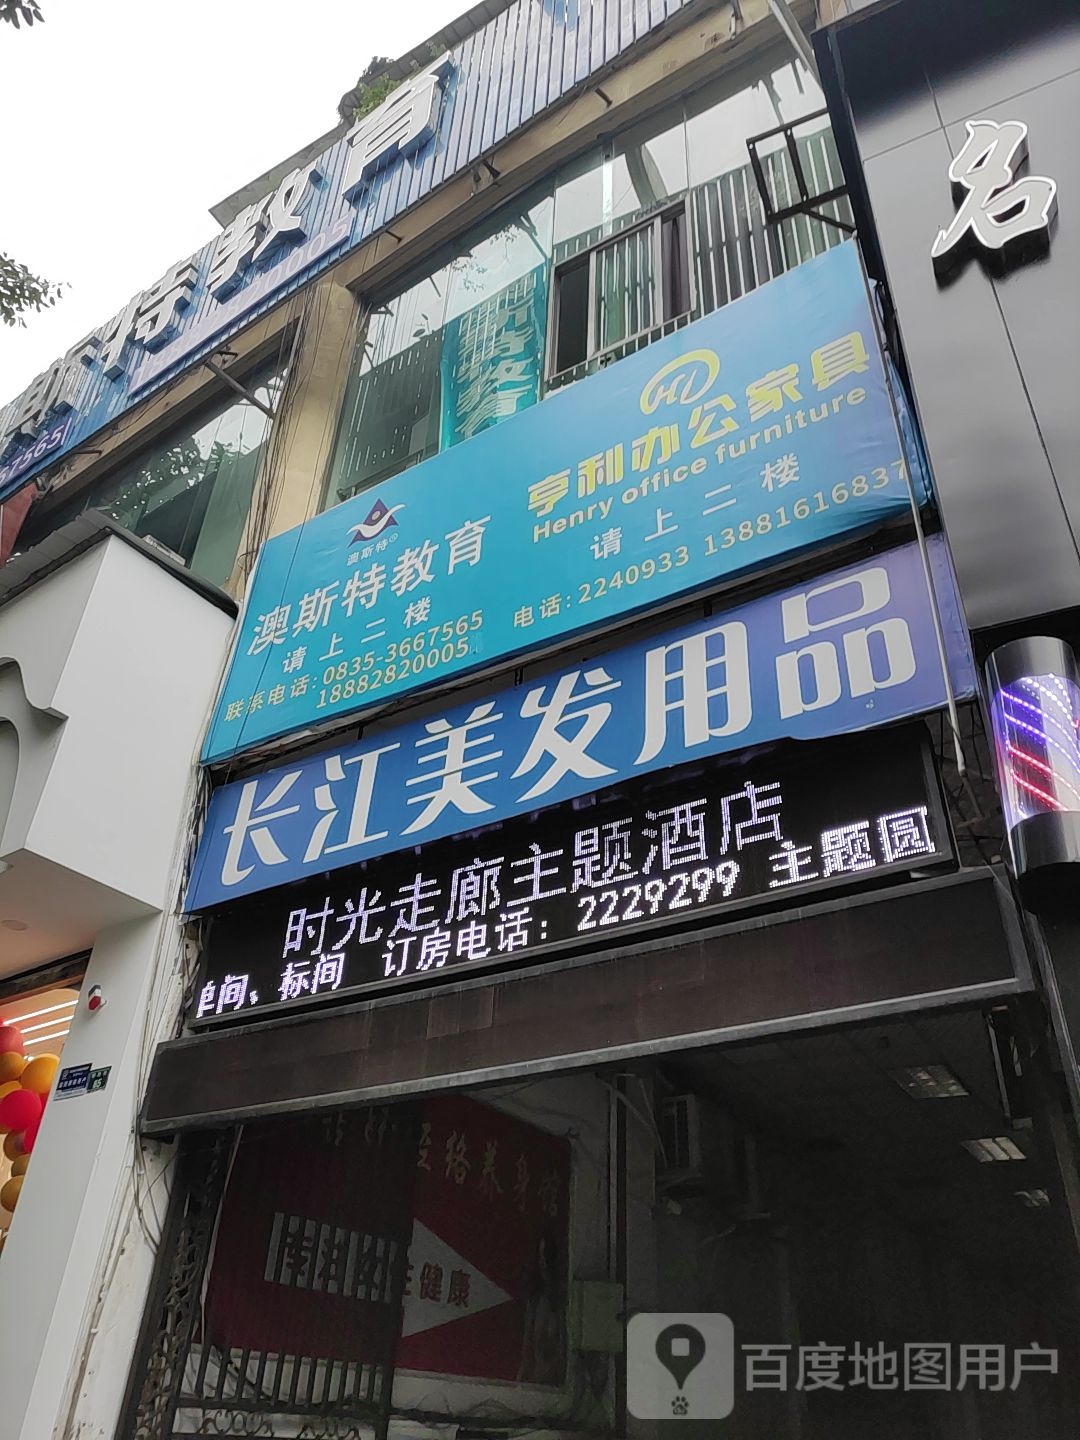 斯特教育
名
HL
亨利办公家具
Henry office furniture
请上二楼
电话:2240933 13881616837
澳斯特®
澳斯特教育
请上二楼
联系电话:0835-3667565
18882820005
长江美发用品
时光走廊主题酒店
单间、标间 订房电话: 2229299 主题圆
经络养身馆
健康
百度地图用户